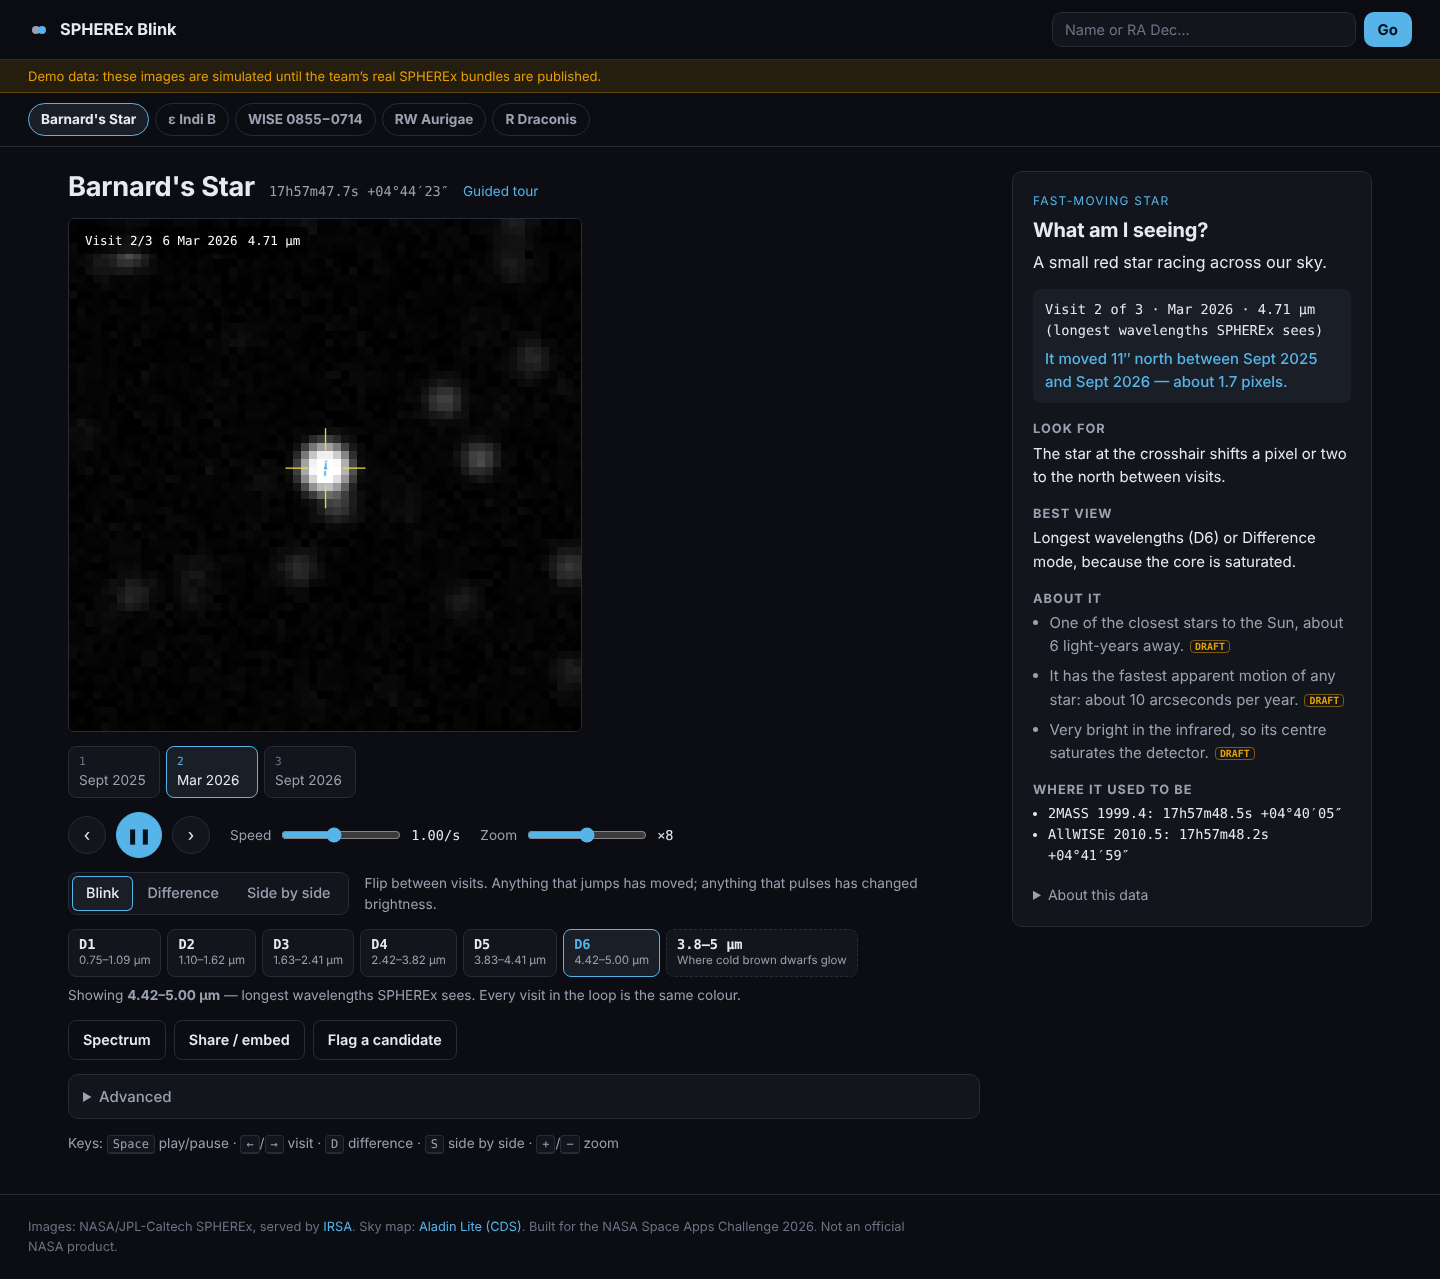 SPHEREx Blink
Name or RA Dec...
Go
Demo data: these images are simulated until the team's real SPHEREx bundles are published.
Barnard's Star
ε Indi B
WISE 0855−0714
RW Aurigae
R Draconis
Barnard's Star 17h57m47.7s +04°44′23″ Guided tour
Visit 2/3 6 Mar 2026 4.71 µm
1
Sept 2025
2
Mar 2026
3
Sept 2026
‹
❚❚
›
Speed 1.00/s Zoom ×8
Blink Difference Side by side
Flip between visits. Anything that jumps has moved; anything that pulses has changed
brightness.
D1
0.75–1.09 µm
D2
1.10–1.62 µm
D3
1.63–2.41 µm
D4
2.42–3.82 µm
D5
3.83–4.41 µm
D6
4.42–5.00 µm
3.8–5 µm
Where cold brown dwarfs glow
Showing 4.42–5.00 µm — longest wavelengths SPHEREx sees. Every visit in the loop is the same colour.
Spectrum
Share / embed
Flag a candidate
▶ Advanced
Keys: Space play/pause · ←/→ visit · D difference · S side by side · +/− zoom
FAST-MOVING STAR
What am I seeing?
A small red star racing across our sky.
Visit 2 of 3 · Mar 2026 · 4.71 µm
(longest wavelengths SPHEREx sees)
It moved 11″ north between Sept 2025
and Sept 2026 — about 1.7 pixels.
LOOK FOR
The star at the crosshair shifts a pixel or two
to the north between visits.
BEST VIEW
Longest wavelengths (D6) or Difference
mode, because the core is saturated.
ABOUT IT
• One of the closest stars to the Sun, about
6 light-years away. DRAFT
• It has the fastest apparent motion of any
star: about 10 arcseconds per year. DRAFT
• Very bright in the infrared, so its centre
saturates the detector. DRAFT
WHERE IT USED TO BE
• 2MASS 1999.4: 17h57m48.5s +04°40′05″
• AllWISE 2010.5: 17h57m48.2s
+04°41′59″
▶ About this data
Images: NASA/JPL-Caltech SPHEREx, served by IRSA. Sky map: Aladin Lite (CDS). Built for the NASA Space Apps Challenge 2026. Not an official
NASA product.